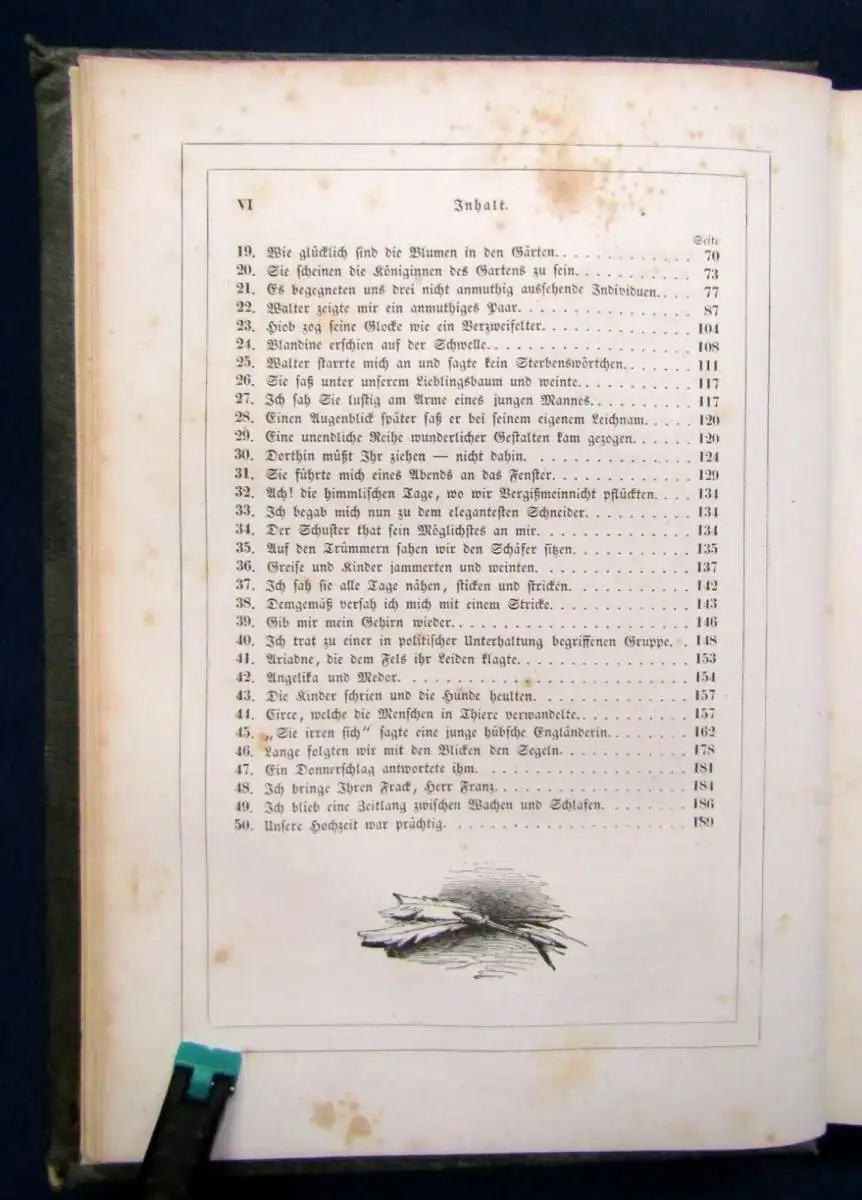 VI Inhalt.
Seite
19. Wie glücklich sind die Blumen in den Gärten. . . . . . . . . . 70
20. Sie scheinen die Königinnen des Gartens zu sein. . . . . . . . . . 73
21. Es begegneten uns drei nicht anmuthig aussehende Individuen. . . . 77
22. Walter zeigte mir ein anmuthiges Paar. . . . . . . . . . . . . 87
23. Hiob zog seine Glocke wie ein Verzweifelter. . . . . . . . . . . 104
24. Blandine erschien auf der Schwelle. . . . . . . . . . . . . . . 108
25. Walter starrte mich an und sagte kein Sterbenswörtchen. . . . . . . 111
26. Sie saß unter unserem Lieblingsbaum und weinte. . . . . . . . . . 117
27. Ich sah Sie lustig am Arme eines jungen Mannes. . . . . . . . . 117
28. Einen Augenblick später saß er bei seinem eigenem Leichnam. . . . . 120
29. Eine unendliche Reihe wunderlicher Gestalten kam gezogen. . . . . . 120
30. Dorthin müßt Ihr ziehen — nicht dahin. . . . . . . . . . . . . 124
31. Sie führte mich eines Abends an das Fenster. . . . . . . . . . . 129
32. Ach! die himmlischen Tage, wo wir Vergißmeinnicht pflückten. . . . . 134
33. Ich begab mich nun zu dem elegantesten Schneider. . . . . . . . . 134
34. Der Schuster that sein Möglichstes an mir. . . . . . . . . . . . 134
35. Auf den Trümmern sahen wir den Schäfer sitzen. . . . . . . . . . 135
36. Greise und Kinder jammerten und weinten. . . . . . . . . . . . 137
37. Ich sah sie alle Tage nähen, sticken und stricken. . . . . . . . . . 142
38. Demgemäß versah ich mich mit einem Stricke. . . . . . . . . . . 143
39. Gib mir mein Gehirn wieder. . . . . . . . . . . . . . . . . 146
40. Ich trat zu einer in politischer Unterhaltung begriffenen Gruppe. . 148
41. Ariadne, die dem Fels ihr Leiden klagte. . . . . . . . . . . . . 153
42. Angelika und Medor. . . . . . . . . . . . . . . . . . . . 154
43. Die Kinder schrien und die Hunde heulten. . . . . . . . . . . . 157
44. Circe, welche die Menschen in Thiere verwandelte. . . . . . . . . 157
45. „Sie irren sich“ sagte eine junge hübsche Engländerin. . . . . . . . 162
46. Lange folgten wir mit den Blicken den Segeln. . . . . . . . . . . 178
47. Ein Donnerschlag antwortete ihm. . . . . . . . . . . . . . . . 181
48. Ich bringe Ihren Frack, Herr Franz. . . . . . . . . . . . . . . 184
49. Ich blieb eine Zeitlang zwischen Wachen und Schlafen. . . . . . . . 186
50. Unsere Hochzeit war prächtig. . . . . . . . . . . . . . . . . 189